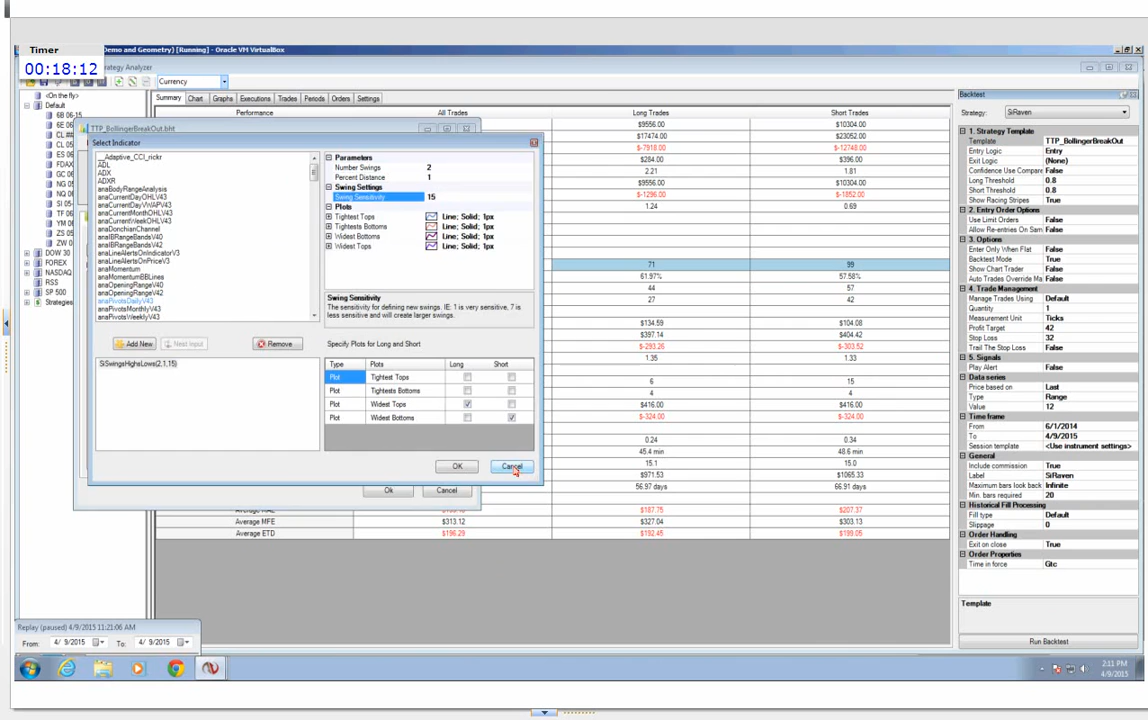 Timer
00:18:12
Demo and Geometry) [Running] - Oracle VM VirtualBox
tegy Analyzer
Currency
<On the fly>
Default
6B 06-15
6E 06
CL ##
CL 05
ES 06
FDAX
GC 06
NG 05
NQ 06
SI 05-
TF 06
YM 06
ZS 05
ZW 0
DOW 30
FOREX
NASDAQ
RSS
SP 500
Strategies
Summary Chart Graphs Executions Trades Periods Orders Settings
Performance All Trades Long Trades Short Trades
$9556.00 $10304.00
$17474.00 $23052.00
$-7918.00 $-12748.00
$284.00 $396.00
2.21 1.81
$9556.00 $10304.00
$-1296.00 $-1852.00
1.24 0.69
71 99
61.97% 57.58%
44 57
27 42
$134.59 $104.08
$397.14 $404.42
$-293.26 $-303.52
1.35 1.33
6 15
4 4
$416.00 $416.00
$-324.00 $-324.00
0.24 0.34
45.4 min 48.6 min
15.1 15.0
$971.53 $1065.33
56.97 days 66.91 days
$187.75 $207.37
Average MFE $313.12 $327.04 $303.13
Average ETD $196.29 $192.45 $199.05
TTP_BollingerBreakOut.bht
Select Indicator
__Adaptive_CCI_rickr
ADL
ADX
ADXR
anaBodyRangeAnalysis
anaCurrentDayOHLV43
anaCurrentDayVWAPV43
anaCurrentMonthOHLV43
anaCurrentWeekOHLV43
anaDonchianChannel
anaIBRangeBandsV40
anaIBRangeBandsV42
anaLineAlertsOnIndicatorV3
anaLineAlertsOnPriceV3
anaMomentum
anaMomentumBBLines
anaOpeningRangeV40
anaOpeningRangeV42
anaPivotsDailyV43
anaPivotsMonthlyV43
anaPivotsWeeklyV43
Parameters
Number Swings 2
Percent Distance 1
Swing Settings
Swing Sensitivity 15
Plots
Tightest Tops Line; Solid; 1px
Tightests Bottoms Line; Solid; 1px
Widest Bottoms Line; Solid; 1px
Widest Tops Line; Solid; 1px
Swing Sensitivity
The sensitivity for defining new swings. IE: 1 is very sensitive, 7 is
less sensitive and will create larger swings.
Add New Nest Input Remove
Specify Plots for Long and Short
SiSwingsHighsLows(2,1,15)
Type Plots Long Short
Plot Tightest Tops
Plot Tightests Bottoms
Plot Widest Tops
Plot Widest Bottoms
OK Cancel
Ok Cancel
Backtest
Strategy: SiRaven
1. Strategy Template
Template TTP_BollingerBreakOut
Entry Logic Entry
Exit Logic (None)
Confidence Use Compare False
Long Threshold 0.8
Short Threshold 0.8
Show Racing Stripes True
2. Entry Order Options
Use Limit Orders False
Allow Re-entries On Sam False
3. Options
Enter Only When Flat False
Backtest Mode True
Show Chart Trader False
Auto Trades Override Ma False
4. Trade Management
Manage Trades Using Default
Quantity 1
Measurement Unit Ticks
Profit Target 42
Stop Loss 32
Trail The Stop Loss False
5. Signals
Play Alert False
Data series
Price based on Last
Type Range
Value 12
Time frame
From 6/1/2014
To 4/9/2015
Session template <Use instrument settings>
General
Include commission True
Label SiRaven
Maximum bars look back Infinite
Min. bars required 20
Historical Fill Processing
Fill type Default
Slippage 0
Order Handling
Exit on close True
Order Properties
Time in force Gtc
Template
Run Backtest
Replay (paused) 4/9/2015 11:21:06 AM
From: 4/ 9/2015 To: 4/ 9/2015
2:11 PM
4/9/2015